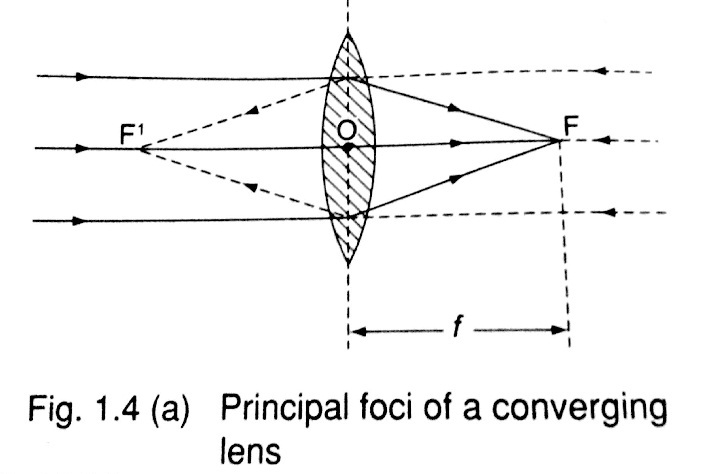 F¹
O
F
f
Fig. 1.4 (a) Principal foci of a converging
lens